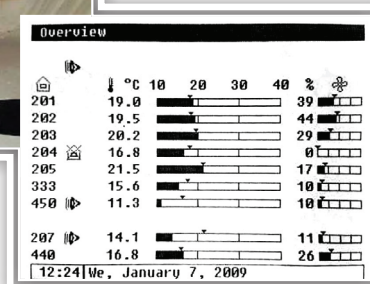 Overview
°C 10 20 30 40 %
201 19.0 39
202 19.5 44
203 20.2 29
204 16.8 0
205 21.5 17
333 15.6 10
450 11.3 10
207 14.1 11
440 16.8 26
12:24 We, January 7, 2009